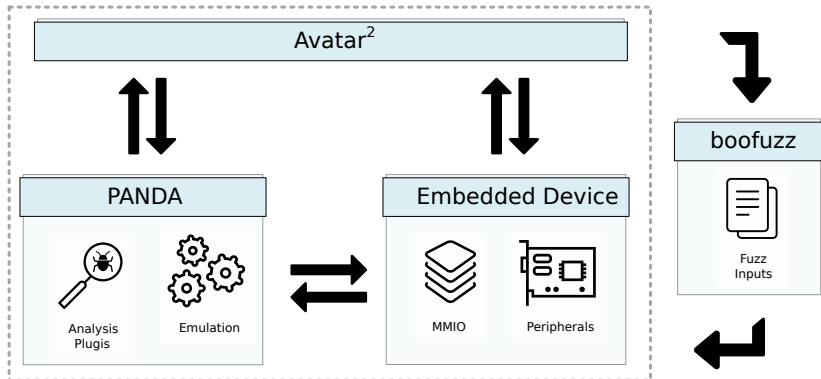 Avatar²
boofuzz
PANDA
Embedded Device
Analysis
Plugis
Emulation
MMIO
Peripherals
Fuzz
Inputs